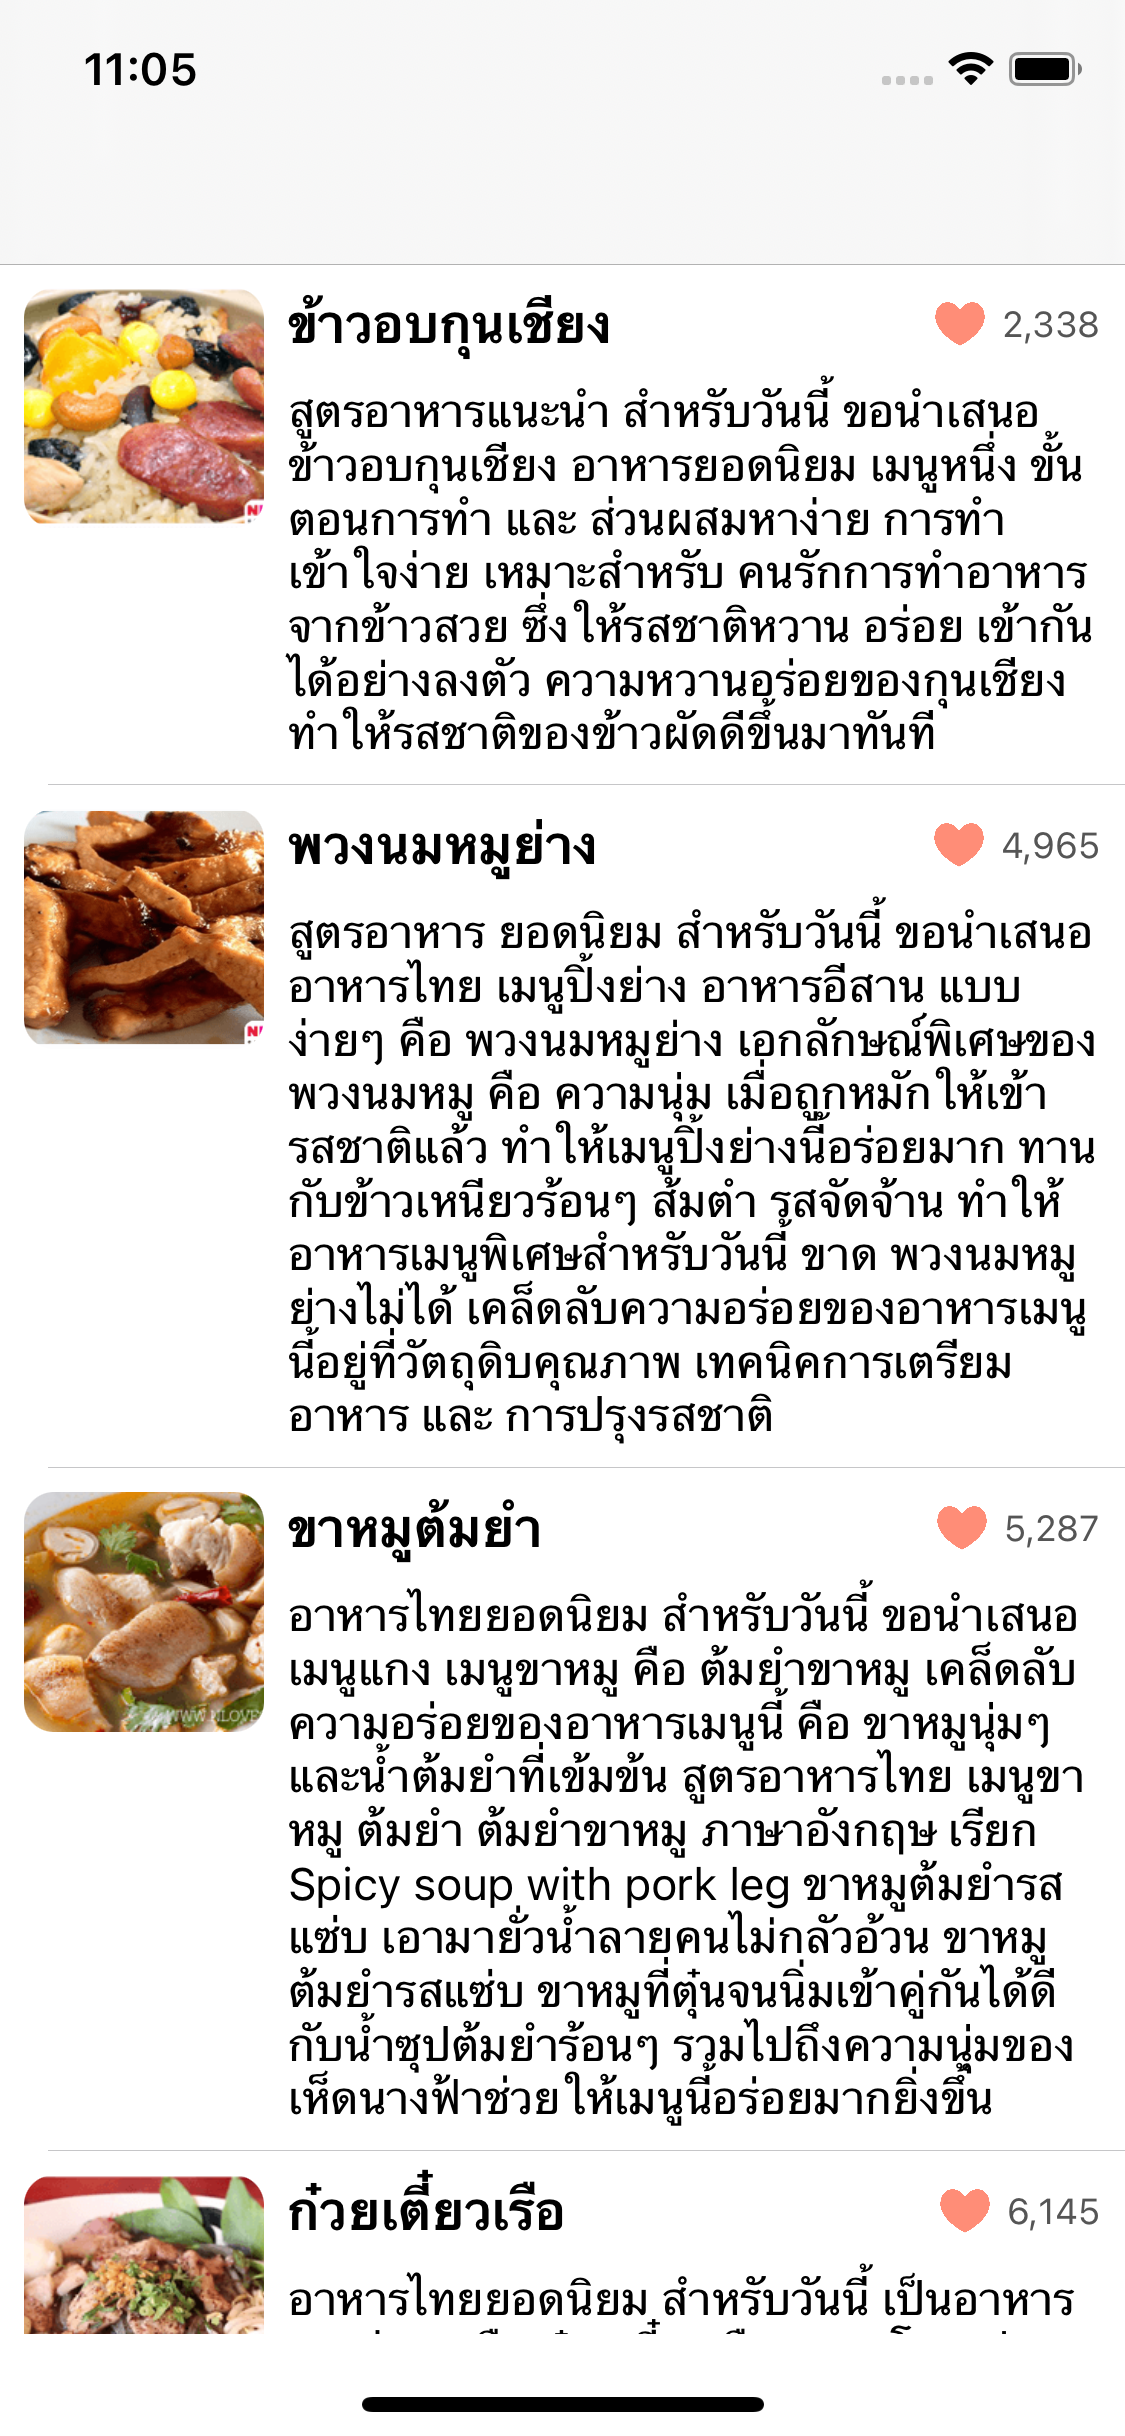 11:05
ข้าวอบกุนเชียง
2,338
สูตรอาหารแนะนำ สำหรับวันนี้ ขอนำเสนอ
ข้าวอบกุนเชียง อาหารยอดนิยม เมนูหนึ่ง ขั้น
ตอนการทำ และ ส่วนผสมหาง่าย การทำ
เข้าใจง่าย เหมาะสำหรับ คนรักการทำอาหาร
จากข้าวสวย ซึ่งให้รสชาติหวาน อร่อย เข้ากัน
ได้อย่างลงตัว ความหวานอร่อยของกุนเชียง
ทำให้รสชาติของข้าวผัดดีขึ้นมาทันที
พวงนมหมูย่าง
4,965
สูตรอาหาร ยอดนิยม สำหรับวันนี้ ขอนำเสนอ
อาหารไทย เมนูปิ้งย่าง อาหารอีสาน แบบ
ง่ายๆ คือ พวงนมหมูย่าง เอกลักษณ์พิเศษของ
พวงนมหมู คือ ความนุ่ม เมื่อถูกหมักให้เข้า
รสชาติแล้ว ทำให้เมนูปิ้งย่างนี้อร่อยมาก ทาน
กับข้าวเหนียวร้อนๆ ส้มตำ รสจัดจ้าน ทำให้
อาหารเมนูพิเศษสำหรับวันนี้ ขาด พวงนมหมู
ย่างไม่ได้ เคล็ดลับความอร่อยของอาหารเมนู
นี้อยู่ที่วัตถุดิบคุณภาพ เทคนิคการเตรียม
อาหาร และ การปรุงรสชาติ
ขาหมูต้มยำ
5,287
อาหารไทยยอดนิยม สำหรับวันนี้ ขอนำเสนอ
เมนูแกง เมนูขาหมู คือ ต้มยำขาหมู เคล็ดลับ
ความอร่อยของอาหารเมนูนี้ คือ ขาหมูนุ่มๆ
และน้ำต้มยำที่เข้มข้น สูตรอาหารไทย เมนูขา
หมู ต้มยำ ต้มยำขาหมู ภาษาอังกฤษ เรียก
Spicy soup with pork leg ขาหมูต้มยำรส
แซ่บ เอามายั่วน้ำลายคนไม่กลัวอ้วน ขาหมู
ต้มยำรสแซ่บ ขาหมูที่ตุ๋นจนนิ่มเข้าคู่กันได้ดี
กับน้ำซุปต้มยำร้อนๆ รวมไปถึงความนุ่มของ
เห็ดนางฟ้าช่วยให้เมนูนี้อร่อยมากยิ่งขึ้น
ก๋วยเตี๋ยวเรือ
6,145
อาหารไทยยอดนิยม สำหรับวันนี้ เป็นอาหาร